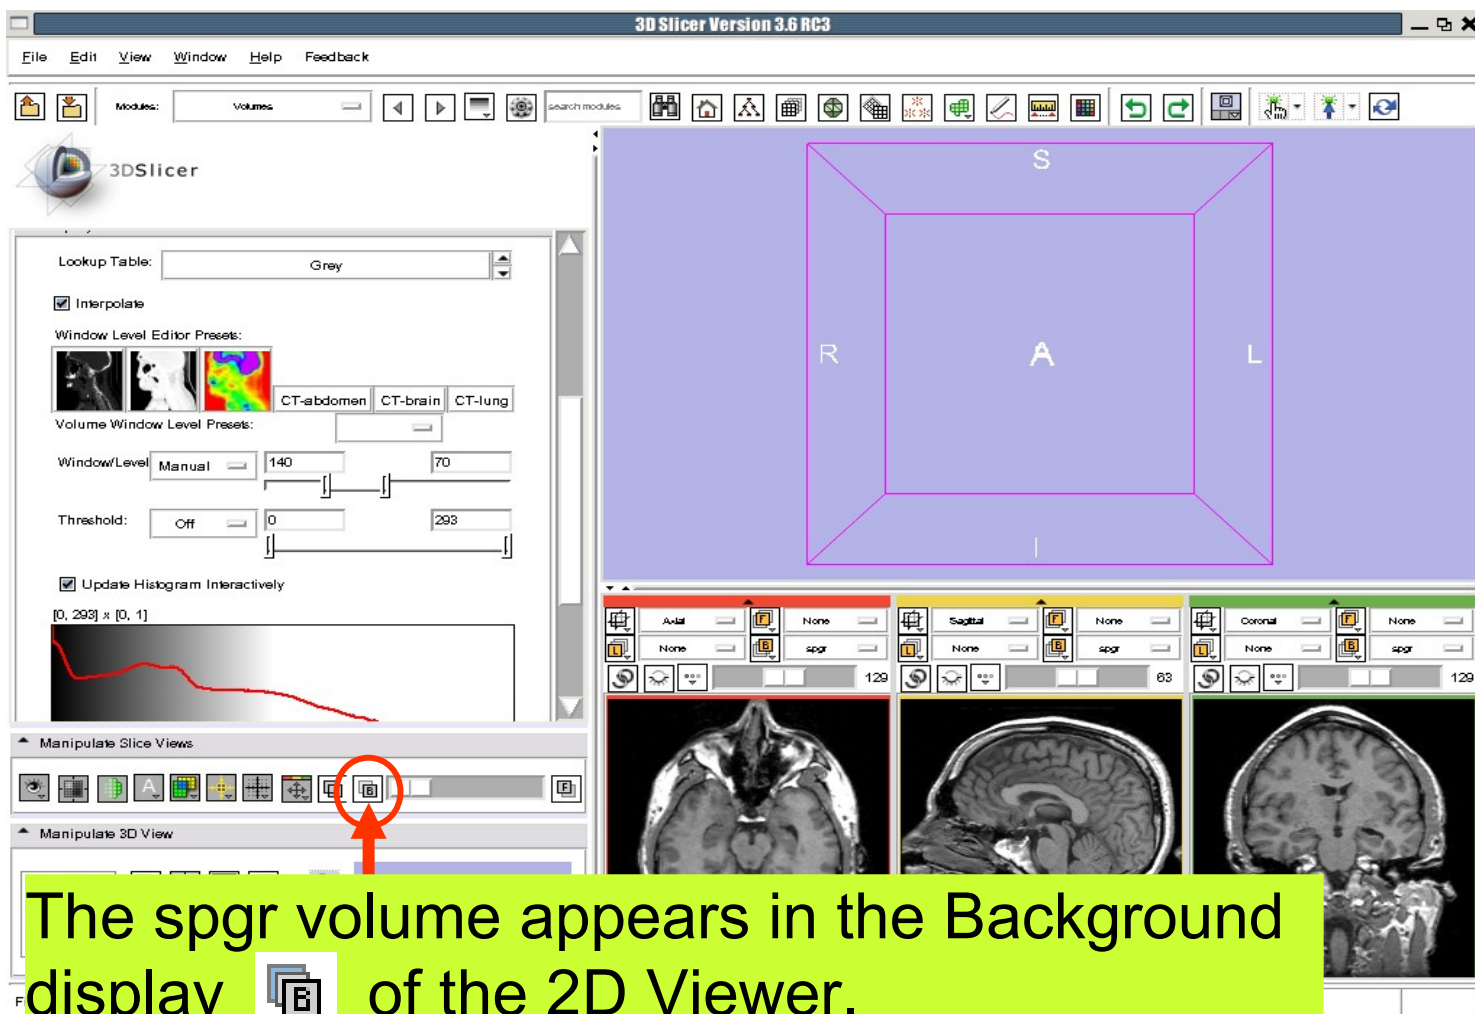 3D Slicer Version 3.6 RC3
File Edit View Window Help Feedback
Modules: Volumes search modules
3DSlicer
Lookup Table: Grey
Interpolate
Window Level Editor Presets:
CT-abdomen CT-brain CT-lung
Volume Window Level Presets:
Window/Level Manual 140 70
Threshold: Off 0 293
Update Histogram Interactively
[0, 293] x [0, 1]
Manipulate Slice Views
A B F
Manipulate 3D View
S
R A L
I
Axial F None
L None B spgr
129
Sagittal F None
L None B spgr
63
Coronal F None
L None B spgr
129
The spgr volume appears in the Background
display B of the 2D Viewer.